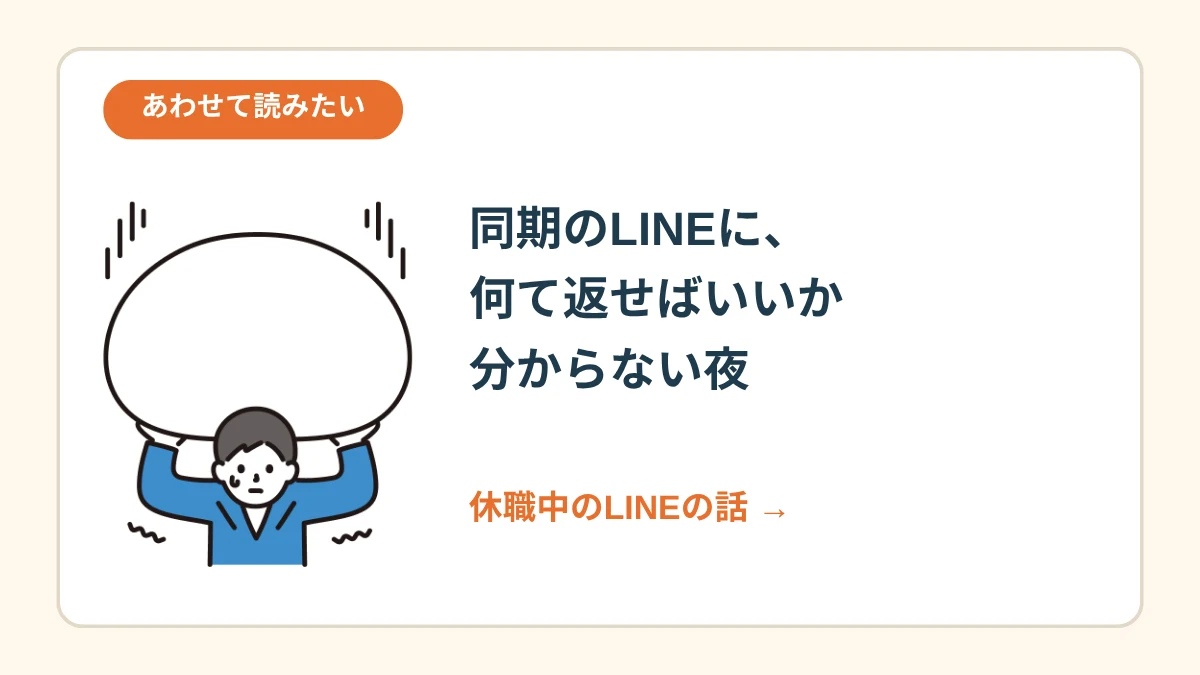 あわせて読みたい
同期のLINEに、
何て返せばいいか
分からない夜
休職中のLINEの話 →